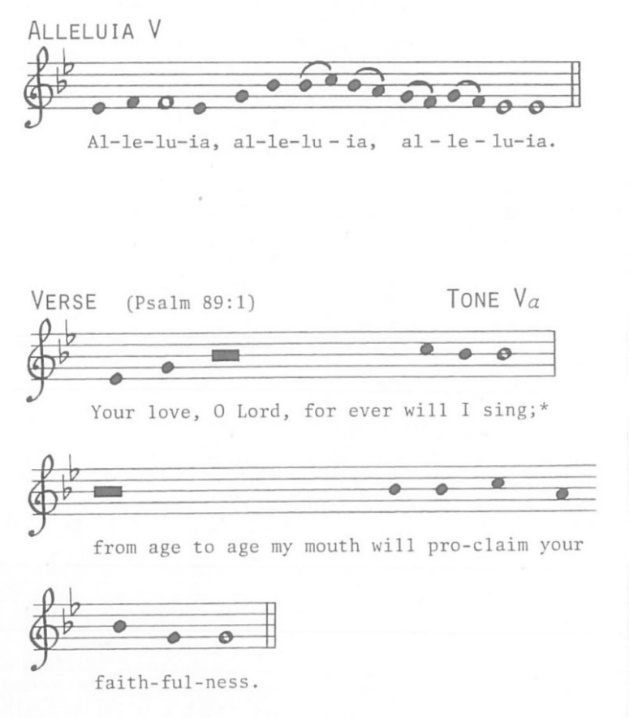 ALLELUIA V
Al-le-lu-ia, al-le-lu-ia, al-le-lu-ia.
VERSE (Psalm 89:1) TONE Va
Your love, O Lord, for ever will I sing;*
from age to age my mouth will pro-claim your
faith-ful-ness.